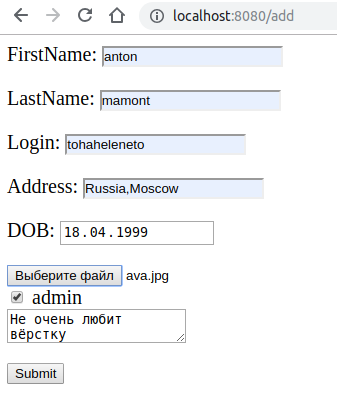 localhost:8080/add
FirstName: anton
LastName: mamont
Login: tohaheleneto
Address: Russia,Moscow
DOB: 18.04.1999
Выберите файл ava.jpg
admin
Не очень любит
вёрстку
Submit